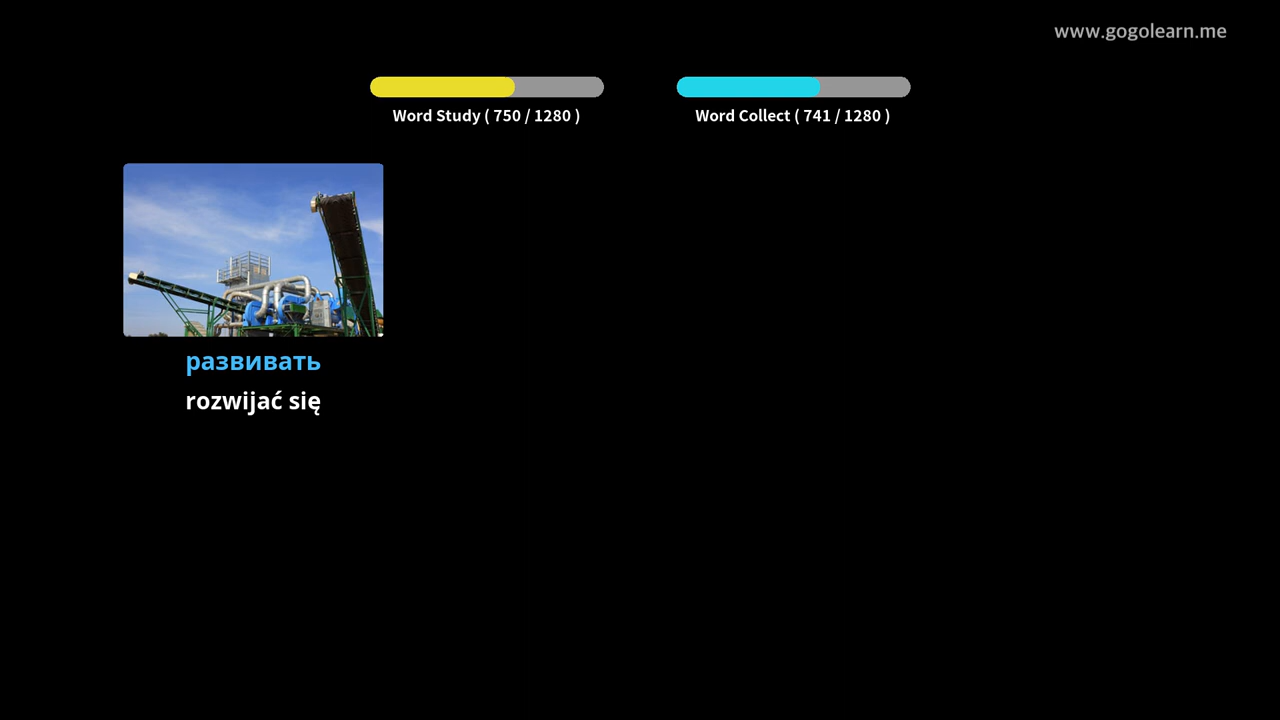 www.gogolearn.me
Word Study ( 750 / 1280 )
Word Collect ( 741 / 1280 )
развивать
rozwijać się